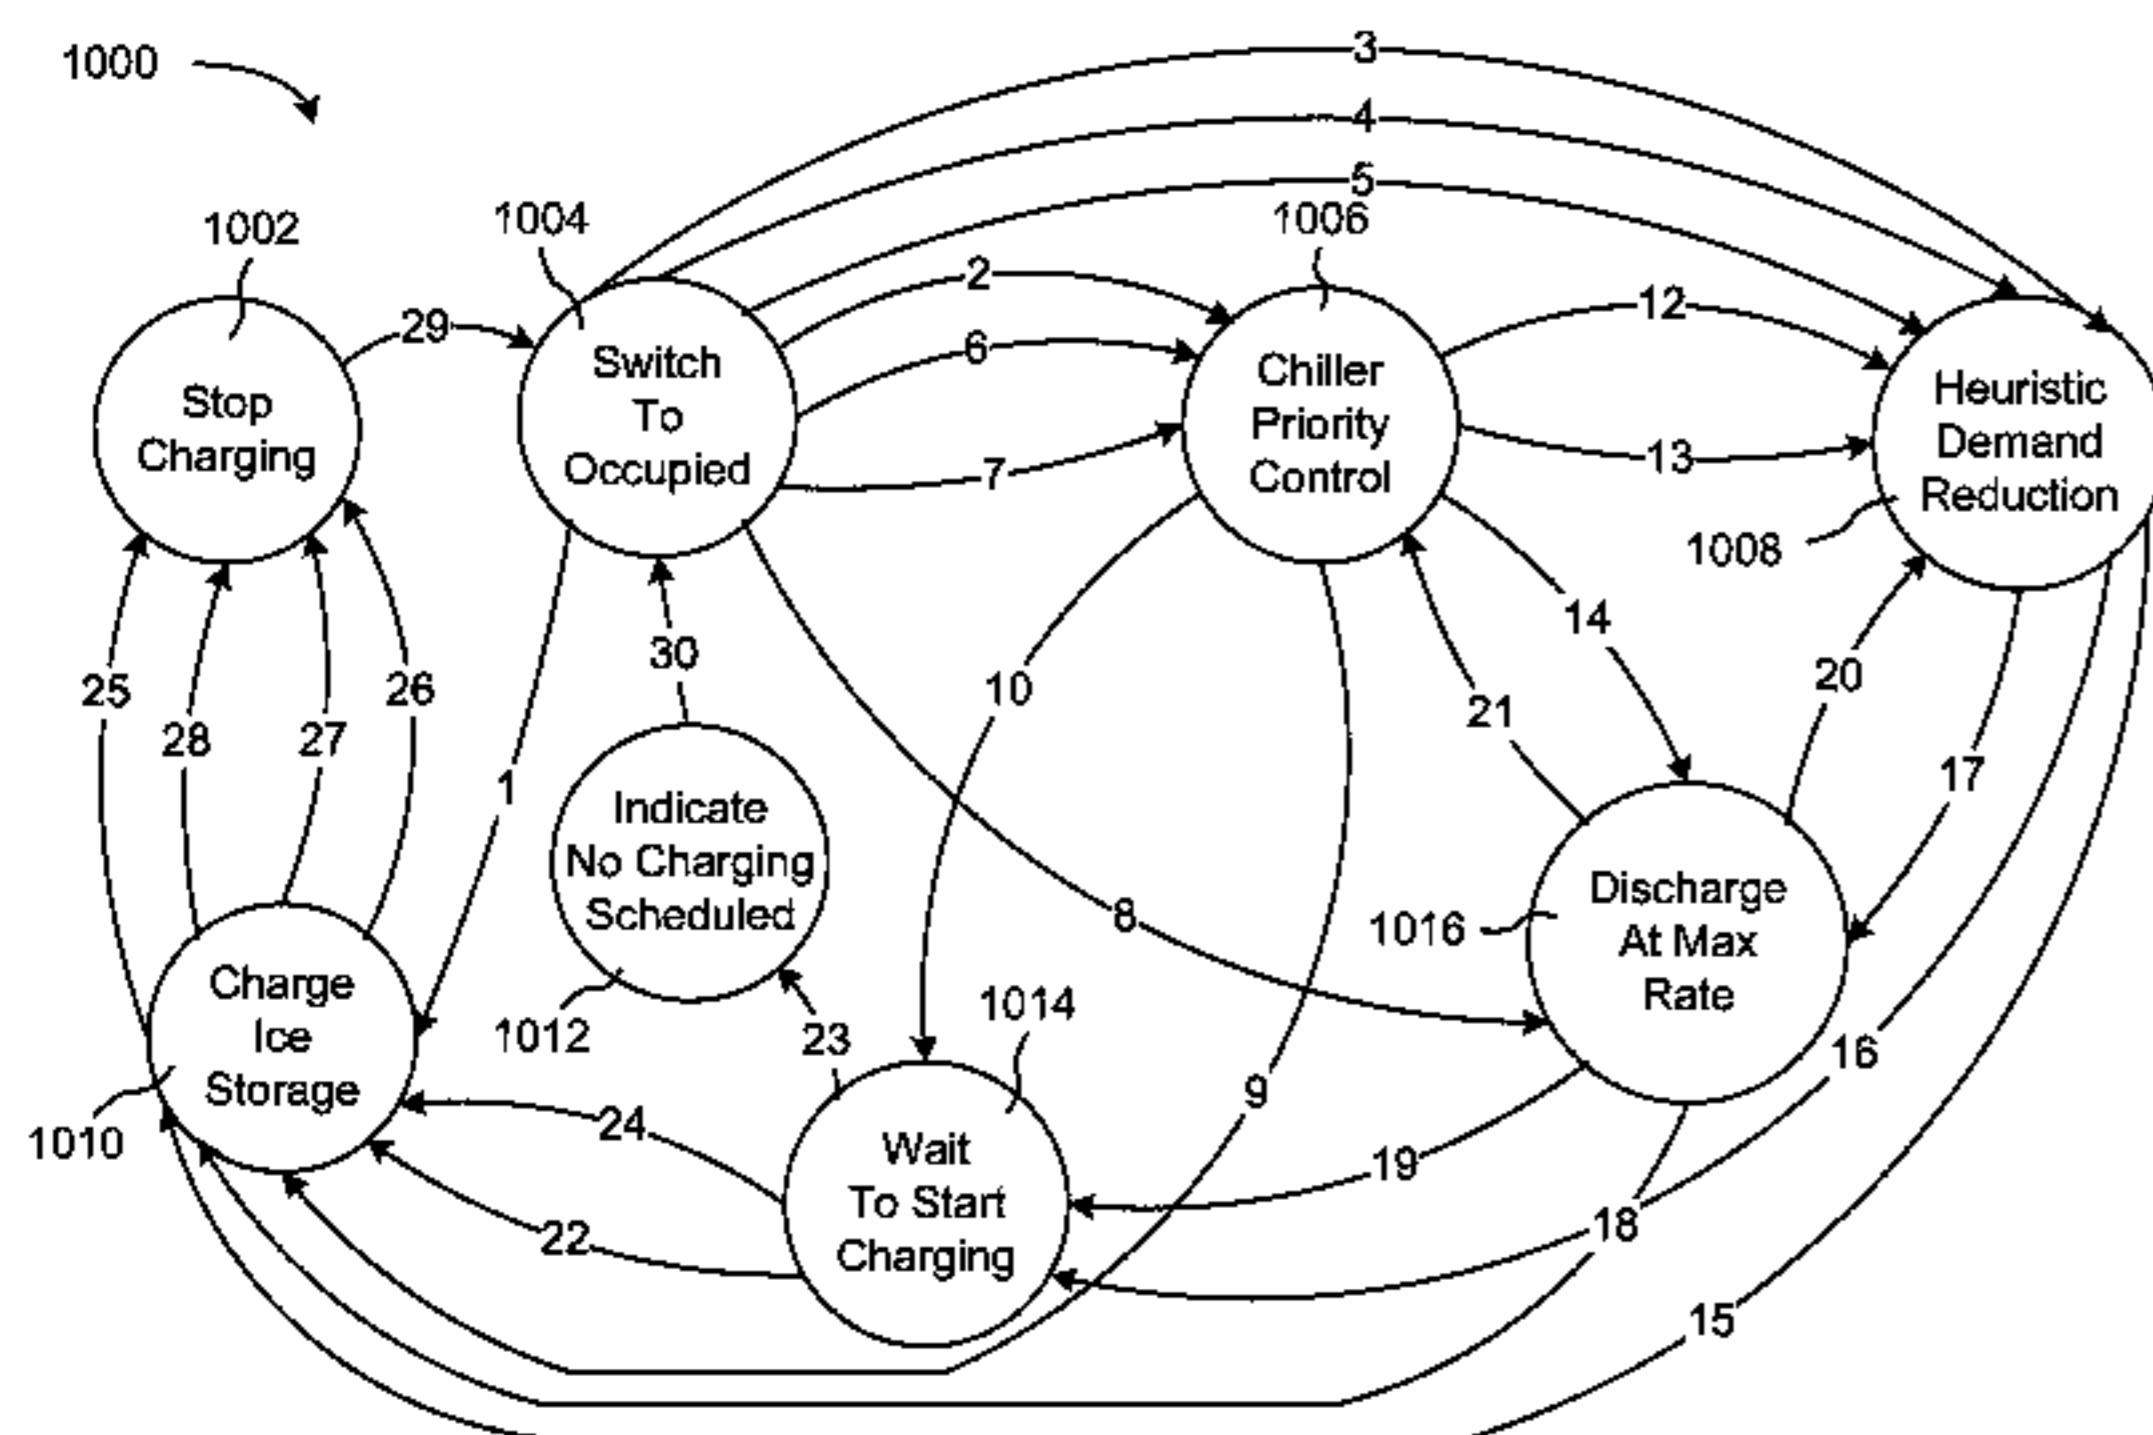 1000
3
4
5
1002
1004
1006
2
29
12
6
Switch
To
Occupied
Chiller
Priority
Control
Heuristic
Demand
Reduction
Stop
Charging
7
13
1008
14
30
10
20
25
26
21
28
27
1
17
Indicate
No Charging
Scheduled
8
Discharge
At Max
Rate
1016
Charge
Ice
Storage
1012
1014
23
16
9
1010
24
Wait
To Start
Charging
19
22
18
15